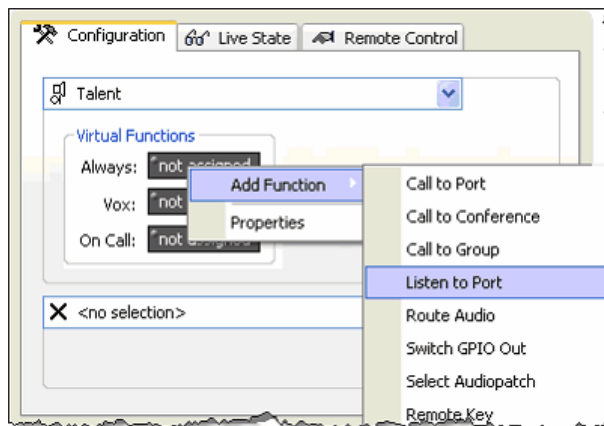 Configuration
Live State
Remote Control
Talent
Virtual Functions
Always: not assigned
Add Function
Call to Port
Vox: not
Properties
Call to Conference
On Call: not assigned
Call to Group
Listen to Port
<no selection>
Route Audio
Switch GPIO Out
Select Audiopatch
Remote Key